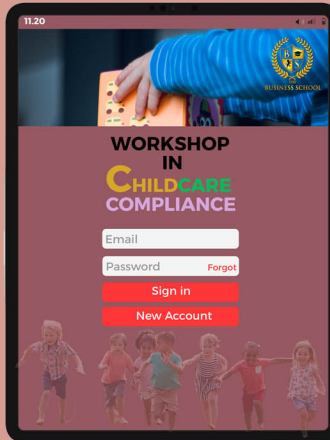 11.20
B S
BUSINESS SCHOOL
WORKSHOP
IN
CHILDCARE
COMPLIANCE
Email
Password Forgot
Sign in
New Account